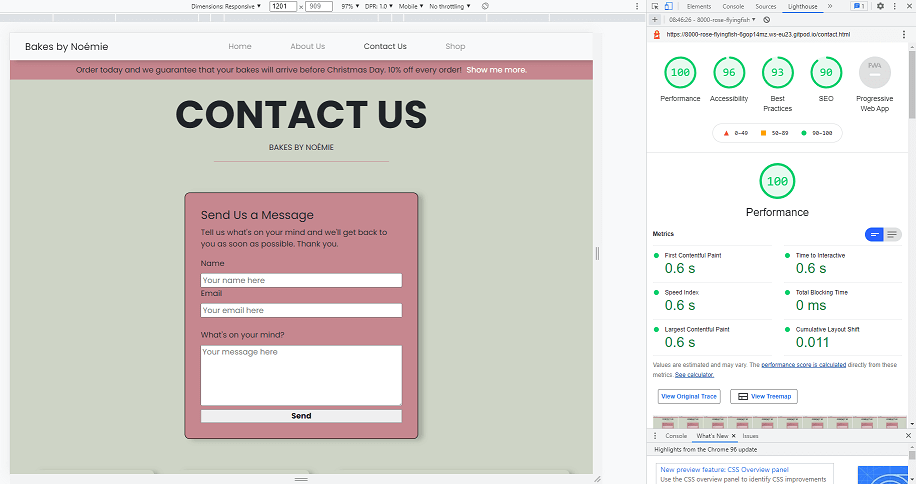 Dimensions: Responsive ▼ 1201 × 909 97% ▼ DPR: 1.0 ▼ Mobile ▼ No throttling ▼
Bakes by Noémie Home About Us Contact Us Shop
Order today and we guarantee that your bakes will arrive before Christmas Day. 10% off every order! Show me more.
CONTACT US
BAKES BY NOÉMIE
Send Us a Message
Tell us what's on your mind and we'll get back to
you as soon as possible. Thank you.
Name
Your name here
Email
Your email here
What's on your mind?
Your message here
Send
Elements Console Sources Lighthouse » 1
08:46:26 - 8000-rose-flyingfish ▼
https://8000-rose-flyingfish-6gop14mz.ws-eu23.gitpod.io/contact.html
100 96 93 90 PWA
Performance Accessibility Best Practices SEO Progressive Web App
0–49 50–89 90–100
100
Performance
Metrics
First Contentful Paint
0.6 s
Time to Interactive
0.6 s
Speed Index
0.6 s
Total Blocking Time
0 ms
Largest Contentful Paint
0.6 s
Cumulative Layout Shift
0.011
Values are estimated and may vary. The performance score is calculated directly from these
metrics. See calculator.
View Original Trace View Treemap
Console What's New × Issues
Highlights from the Chrome 96 update
New preview feature: CSS Overview panel
Use the CSS overview panel to identify CSS improvements